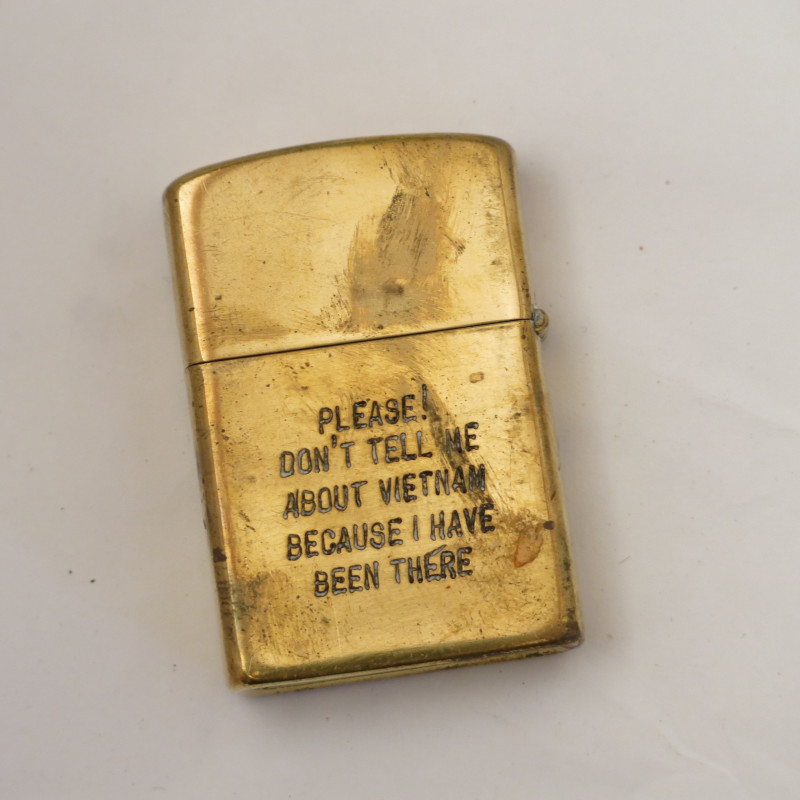 PLEASE!
DON'T TELL ME
ABOUT VIETNAM
BECAUSE I HAVE
BEEN THERE